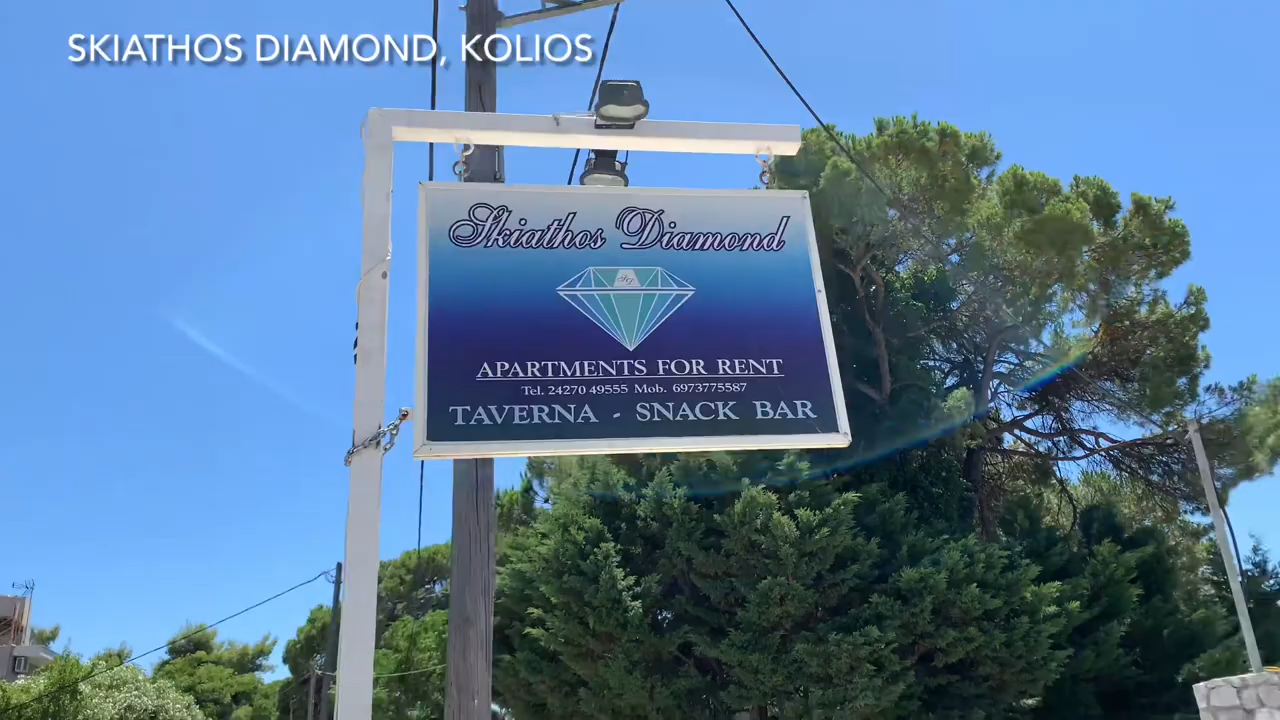 SKIATHOS DIAMOND, KOLIOS
Skiathos Diamond
APARTMENTS FOR RENT
Tel. 24270 49555 Mob. 6973775587
TAVERNA - SNACK BAR